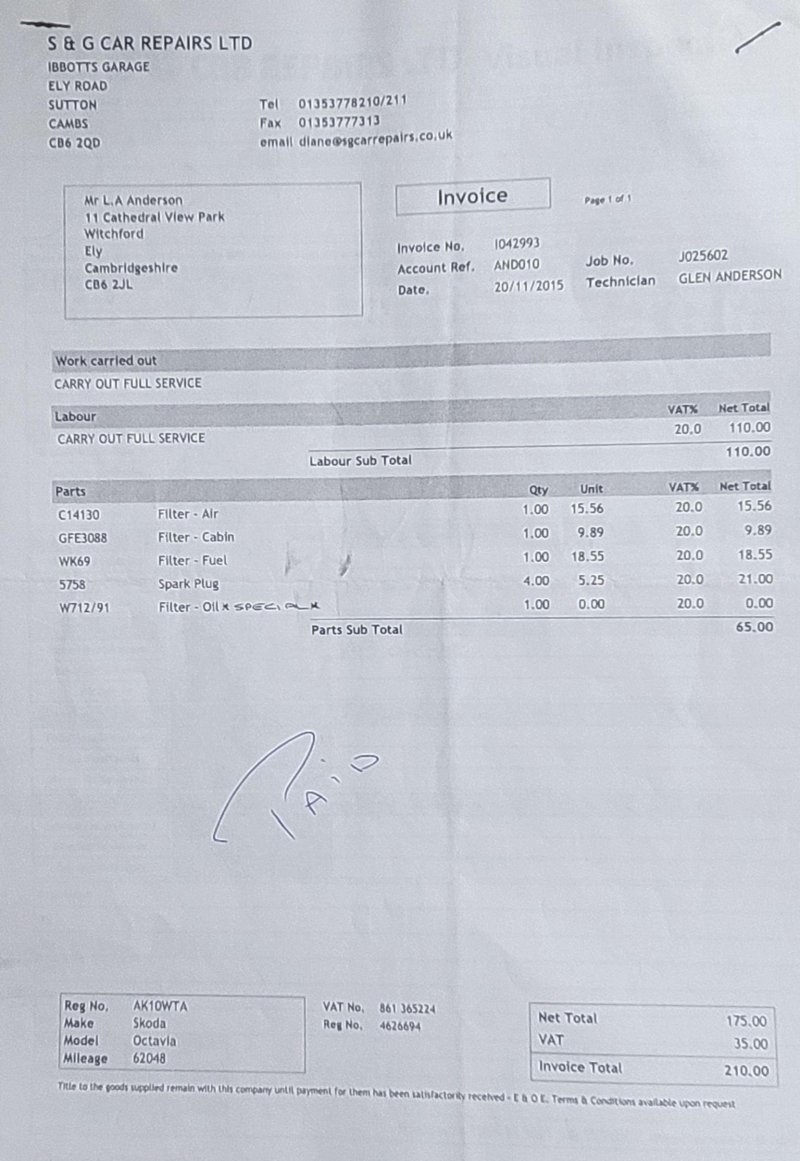 S & G CAR REPAIRS LTD
IBBOTTS GARAGE
ELY ROAD
SUTTON
CAMBS
CB6 2QD
Tel 01353778210/211
Fax 01353777313
email diane@sgcarrepairs.co.uk
Mr L.A Anderson
11 Cathedral View Park
Witchford
Ely
Cambridgeshire
CB6 2JL
Invoice
Page 1 of 1
Invoice No. I042993
Account Ref. AND010
Date. 20/11/2015
Job No. J025602
Technician GLEN ANDERSON
Work carried out
CARRY OUT FULL SERVICE
Labour VAT% Net Total
CARRY OUT FULL SERVICE 20.0 110.00
Labour Sub Total 110.00
Parts Qty Unit VAT% Net Total
C14130 Filter - Air 1.00 15.56 20.0 15.56
GFE3088 Filter - Cabin 1.00 9.89 20.0 9.89
WK69 Filter - Fuel 1.00 18.55 20.0 18.55
5758 Spark Plug 4.00 5.25 20.0 21.00
W712/91 Filter - Oil * SPECIAL * 1.00 0.00 20.0 0.00
Parts Sub Total 65.00
PAID
Reg No. AK10WTA
Make Skoda
Model Octavia
Mileage 62048
VAT No. 861 365224
Reg No. 4626694
Net Total 175.00
VAT 35.00
Invoice Total 210.00
Title to the goods supplied remain with this company until payment for them has been satisfactorily received - E & O E. Terms & Conditions available upon request